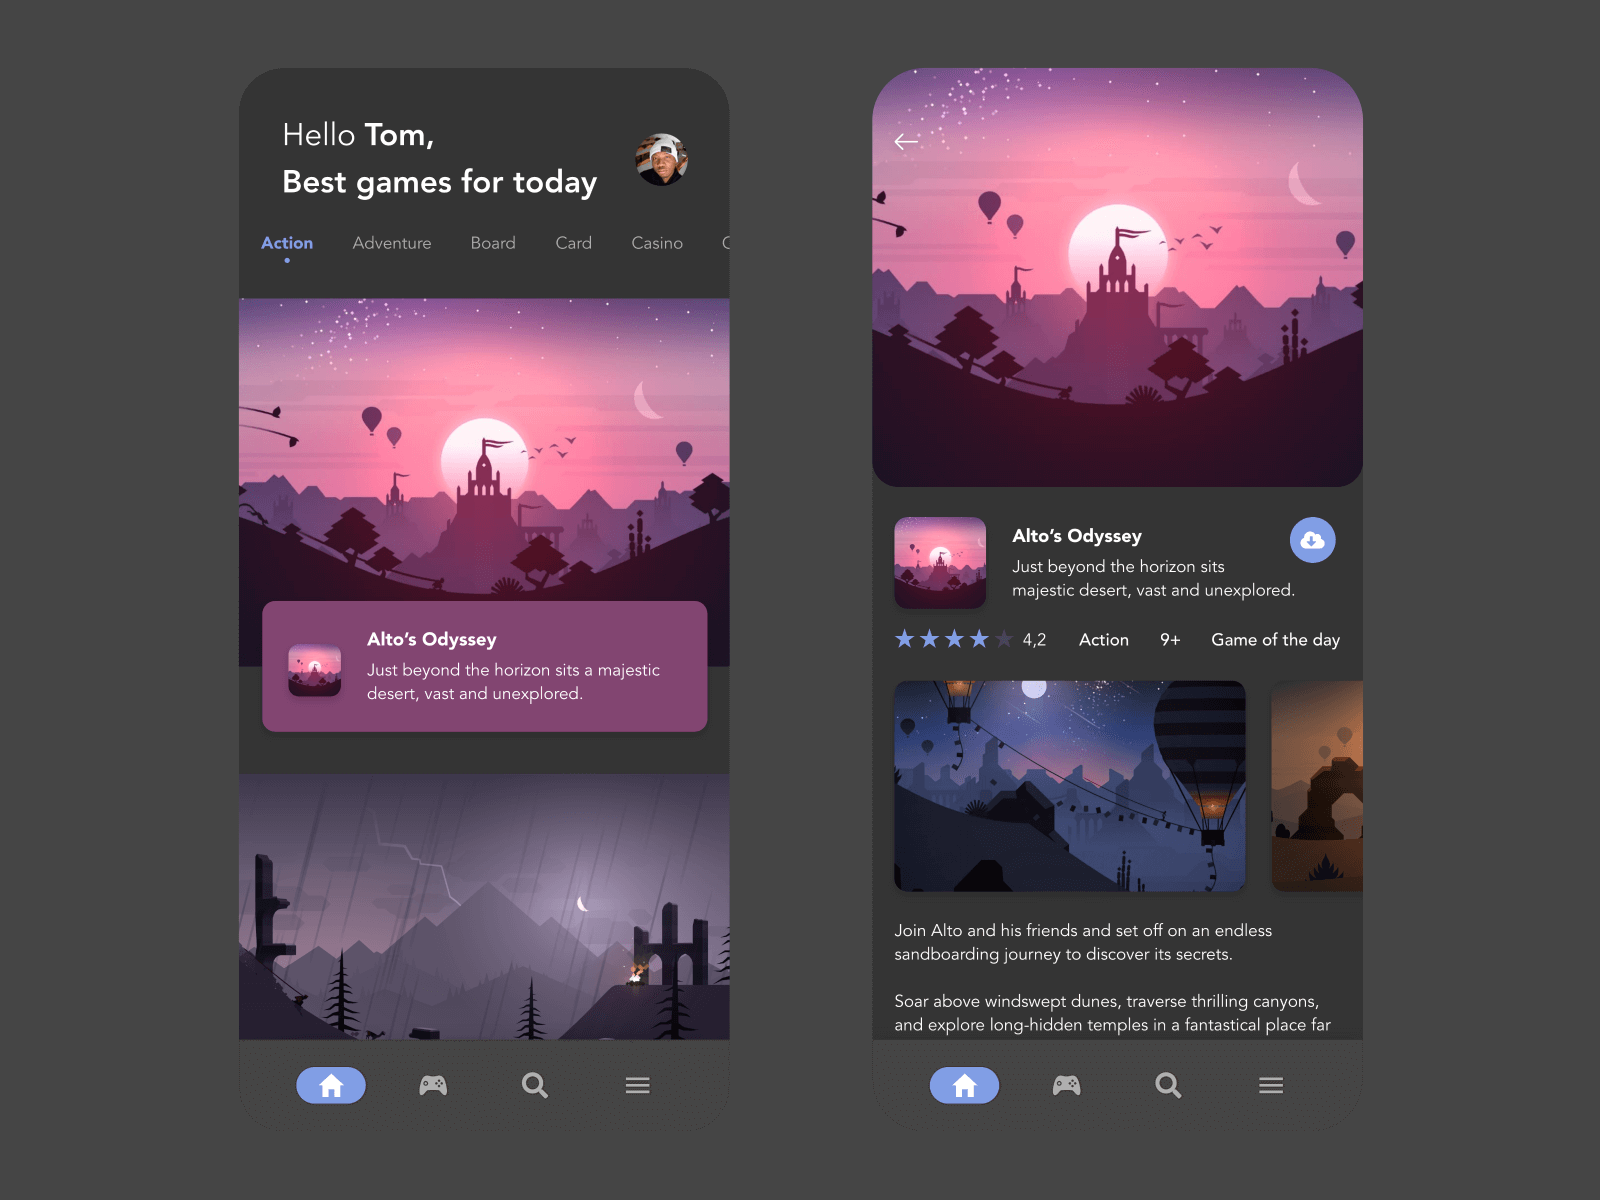 Hello Tom,
Best games for today
Action Adventure Board Card Casino
Alto's Odyssey
Just beyond the horizon sits a majestic
desert, vast and unexplored.
Alto's Odyssey
Just beyond the horizon sits
majestic desert, vast and unexplored.
4,2 Action 9+ Game of the day
Join Alto and his friends and set off on an endless
sandboarding journey to discover its secrets.
Soar above windswept dunes, traverse thrilling canyons,
and explore long-hidden temples in a fantastical place far